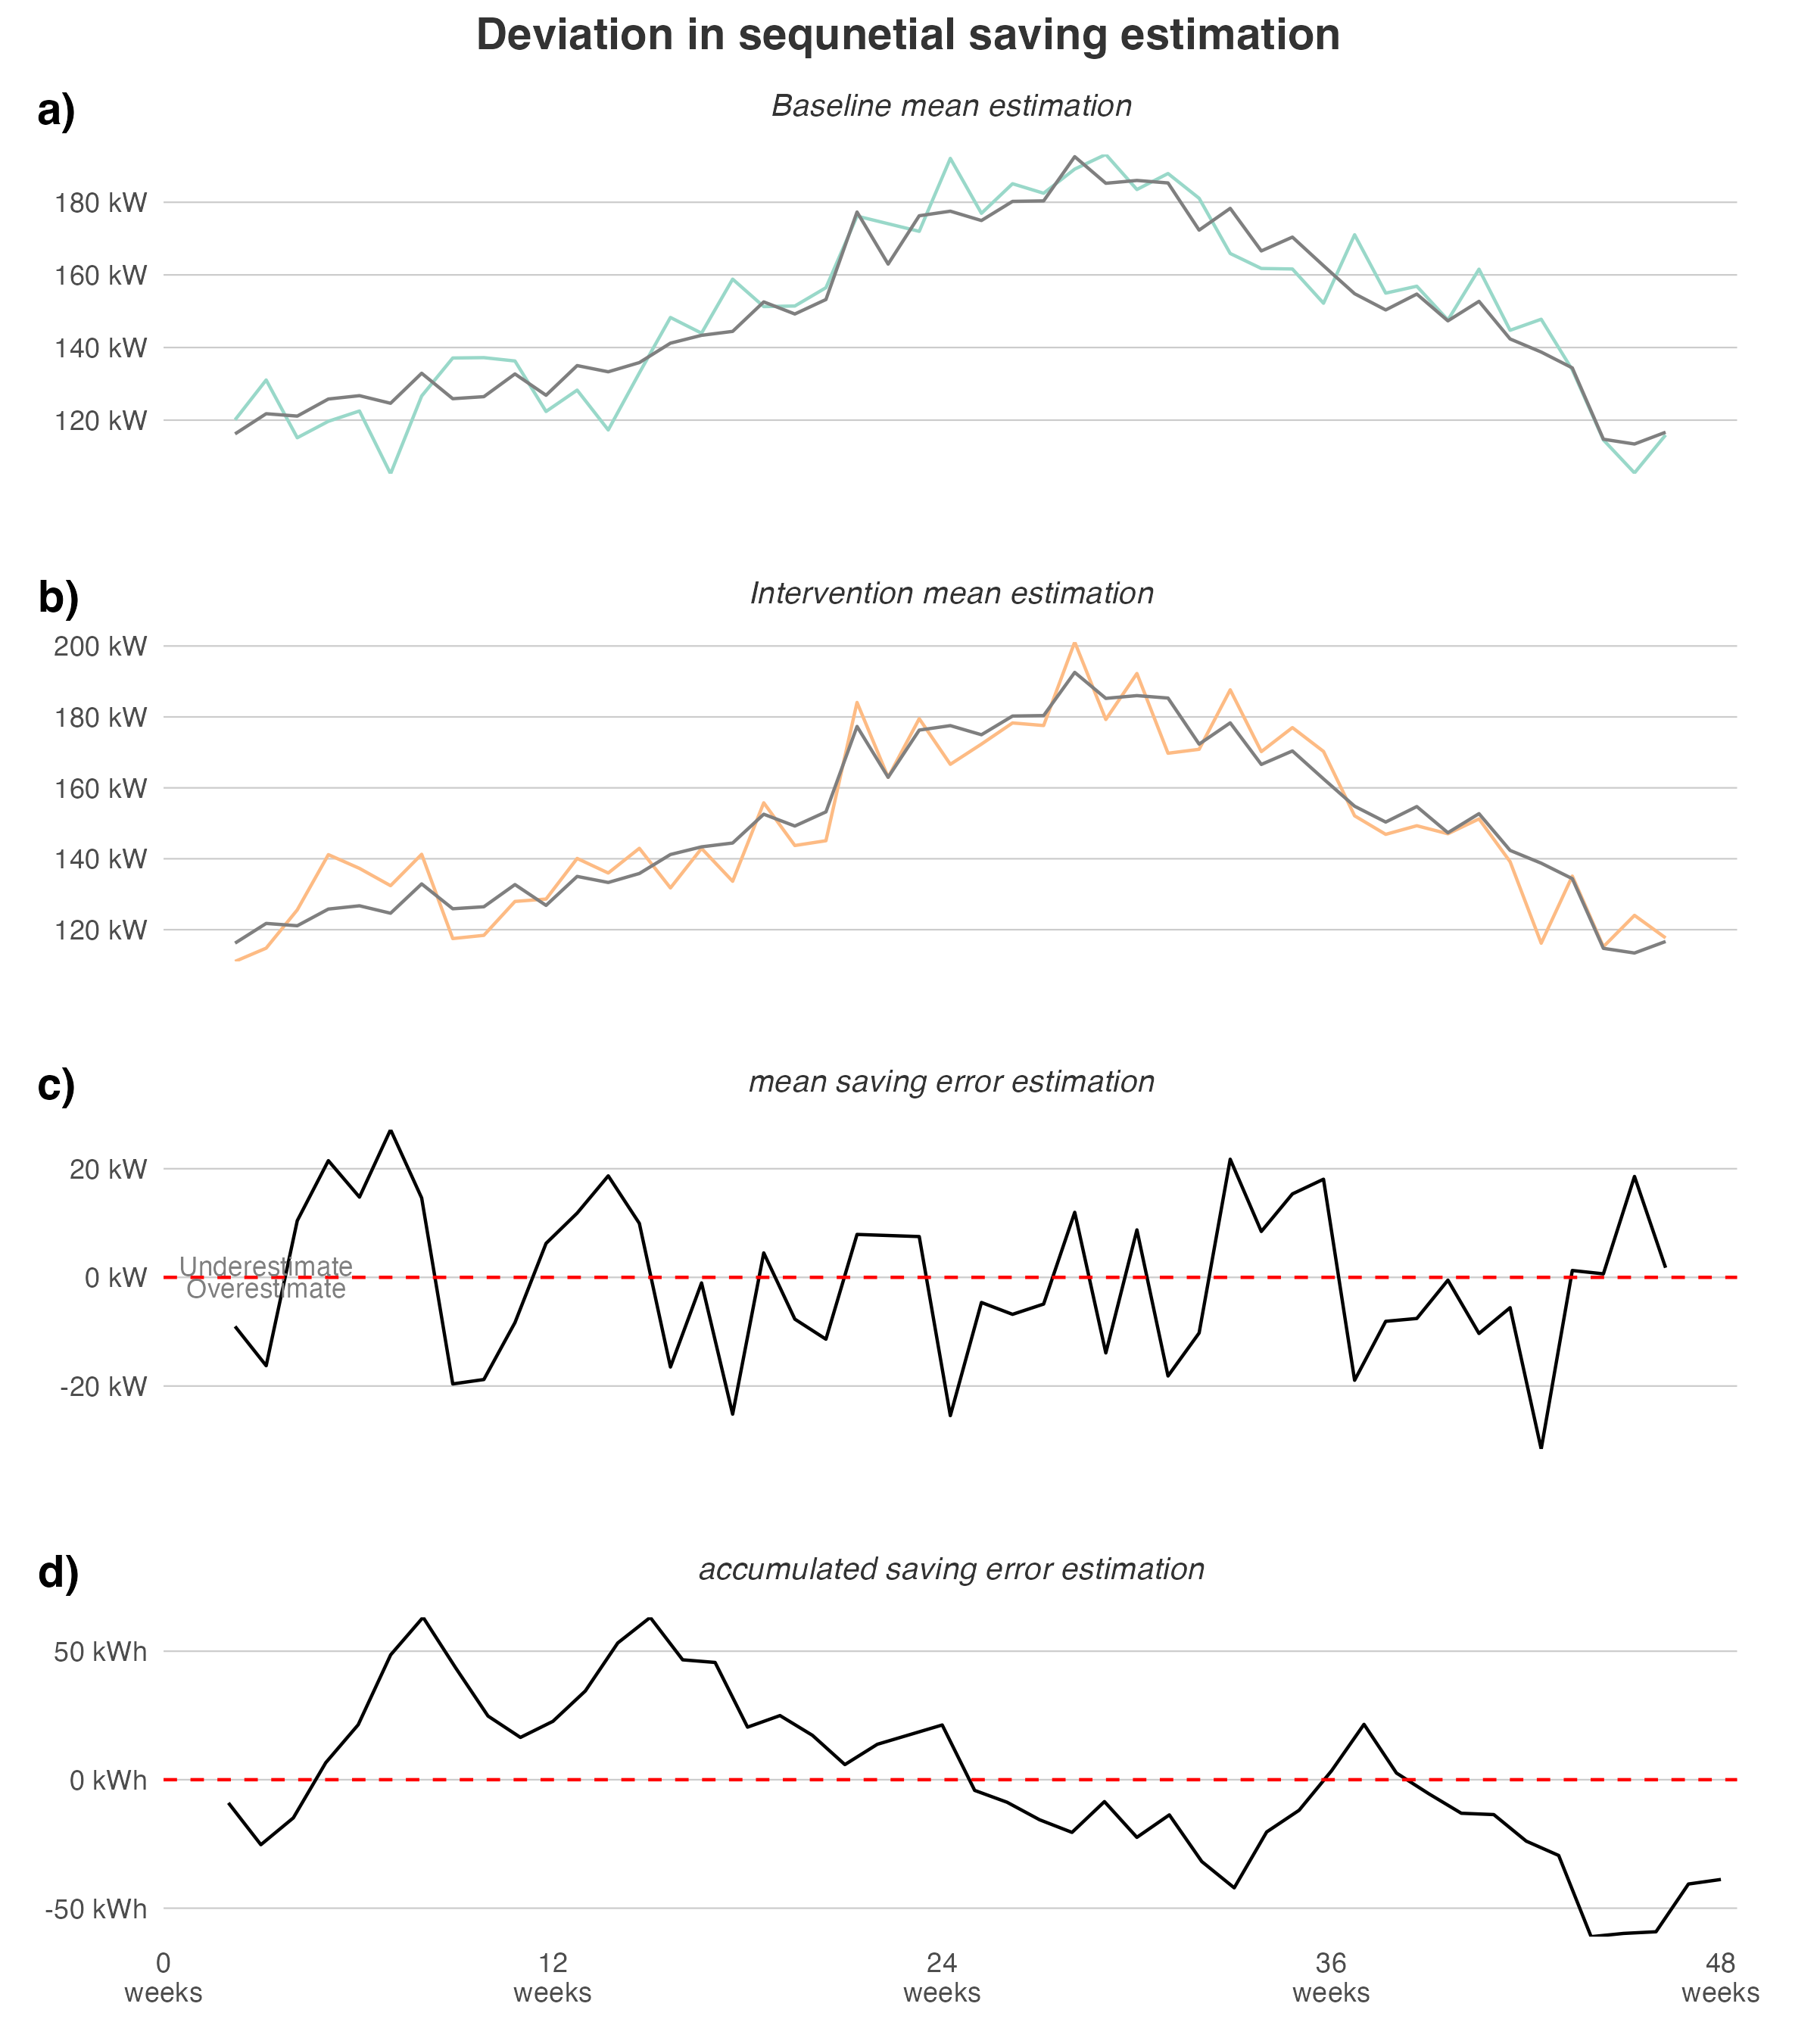 Deviation in sequnetial saving estimation
a)
Baseline mean estimation
180 kW
160 kW
140 kW
120 kW
b)
Intervention mean estimation
200 kW
180 kW
160 kW
140 kW
120 kW
c)
mean saving error estimation
20 kW
Underestimate
0 kW
Overestimate
-20 kW
d)
accumulated saving error estimation
50 kWh
0 kWh
-50 kWh
0 12 24 36 48
weeks weeks weeks weeks weeks